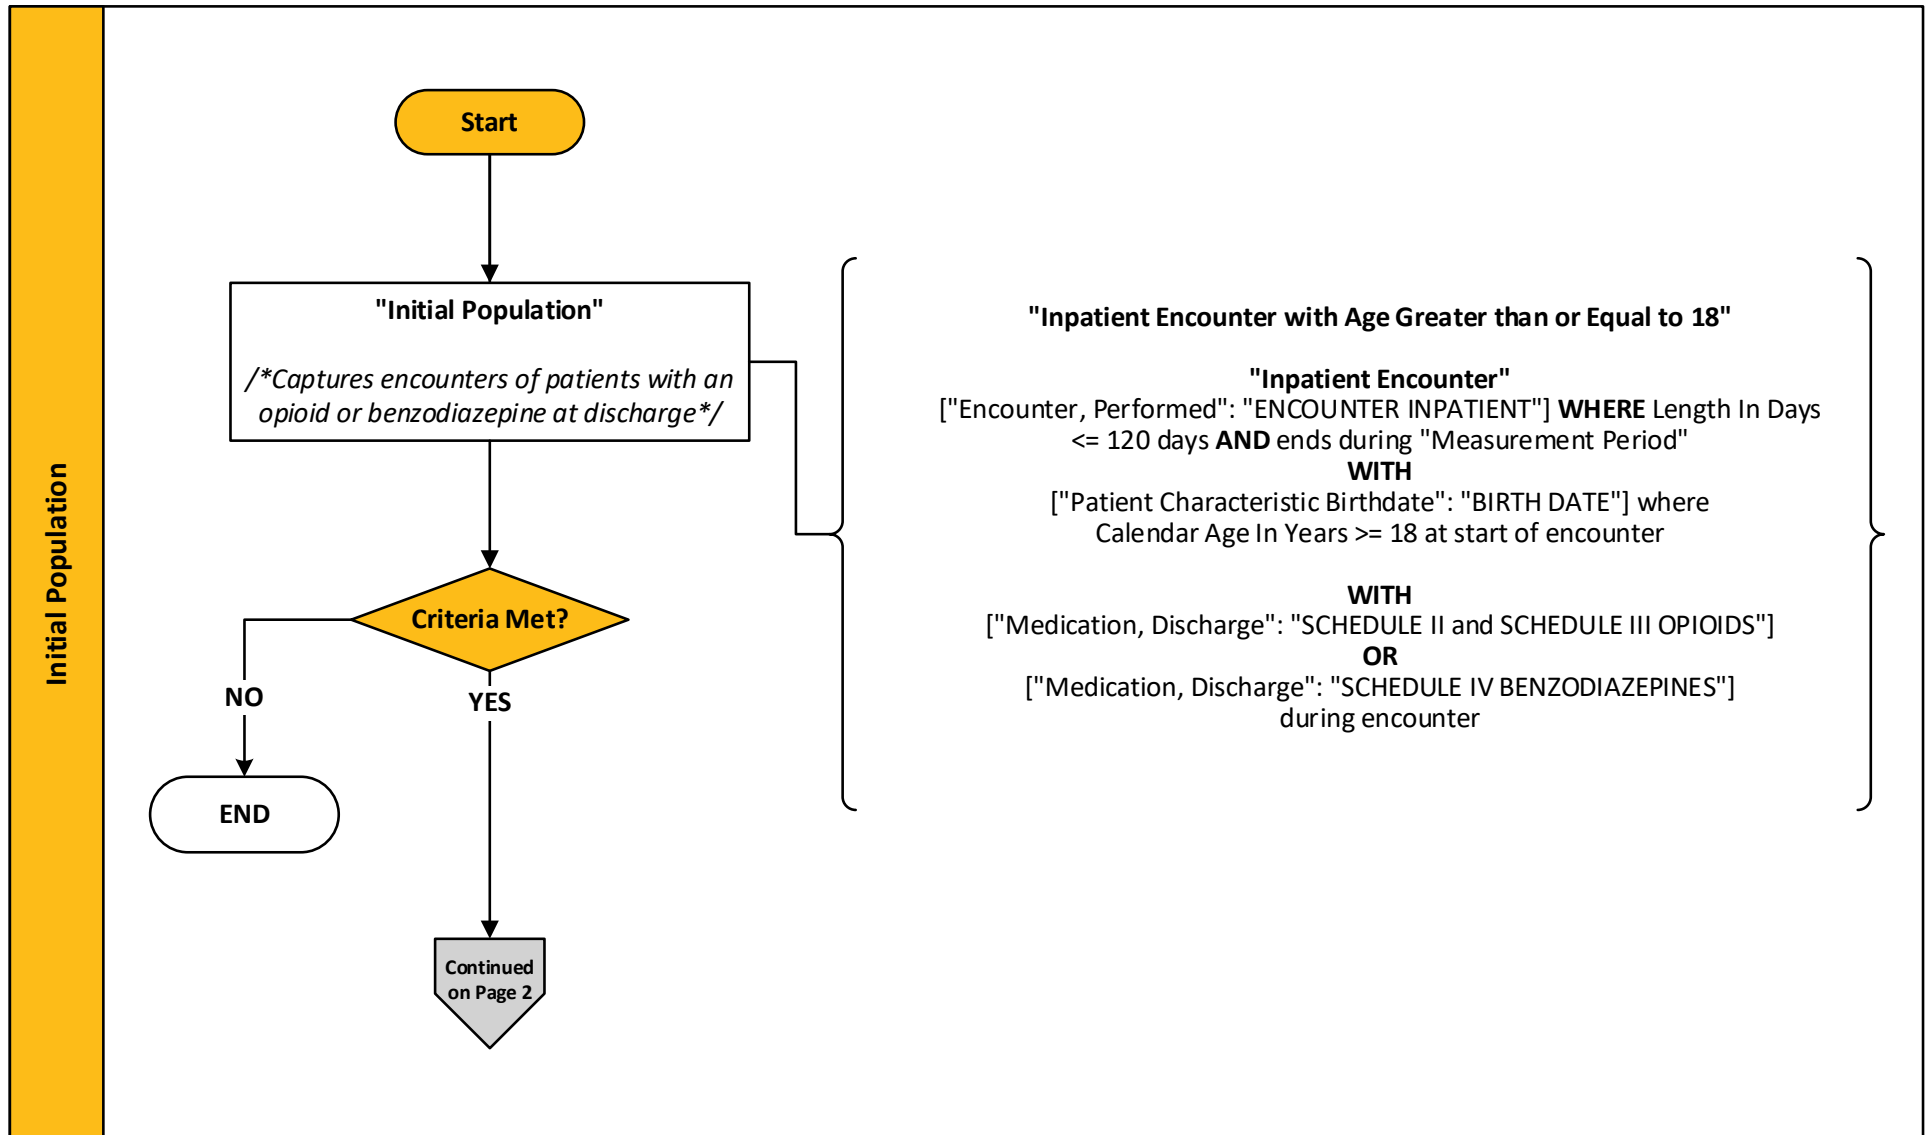 Initial Population
Start
"Initial Population"
/*Captures encounters of patients with an
opioid or benzodiazepine at discharge*/
Criteria Met?
NO
YES
END
Continued
on Page 2
"Inpatient Encounter with Age Greater than or Equal to 18"
"Inpatient Encounter"
["Encounter, Performed": "ENCOUNTER INPATIENT"] WHERE Length In Days
<= 120 days AND ends during "Measurement Period"
WITH
["Patient Characteristic Birthdate": "BIRTH DATE"] where
Calendar Age In Years >= 18 at start of encounter
WITH
["Medication, Discharge": "SCHEDULE II and SCHEDULE III OPIOIDS"]
OR
["Medication, Discharge": "SCHEDULE IV BENZODIAZEPINES"]
during encounter